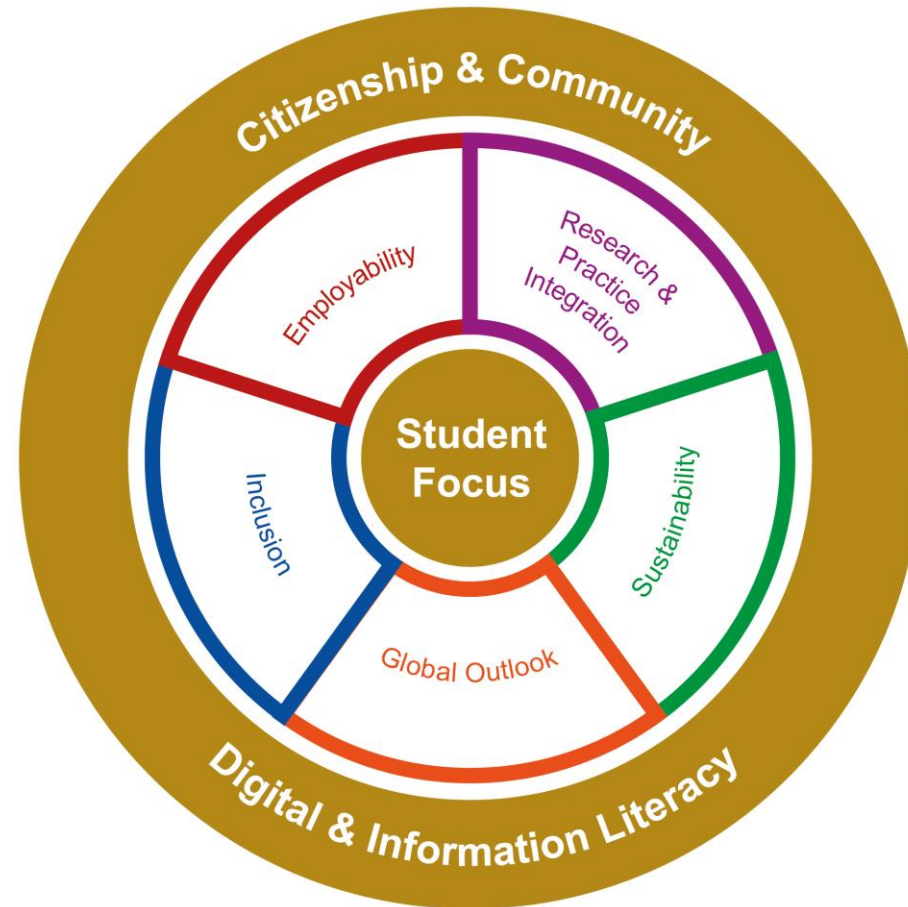 Citizenship & Community
Research &
Practice
Integration
Employability
Student
Focus
Inclusion
Sustainability
Global Outlook
Digital & Information Literacy